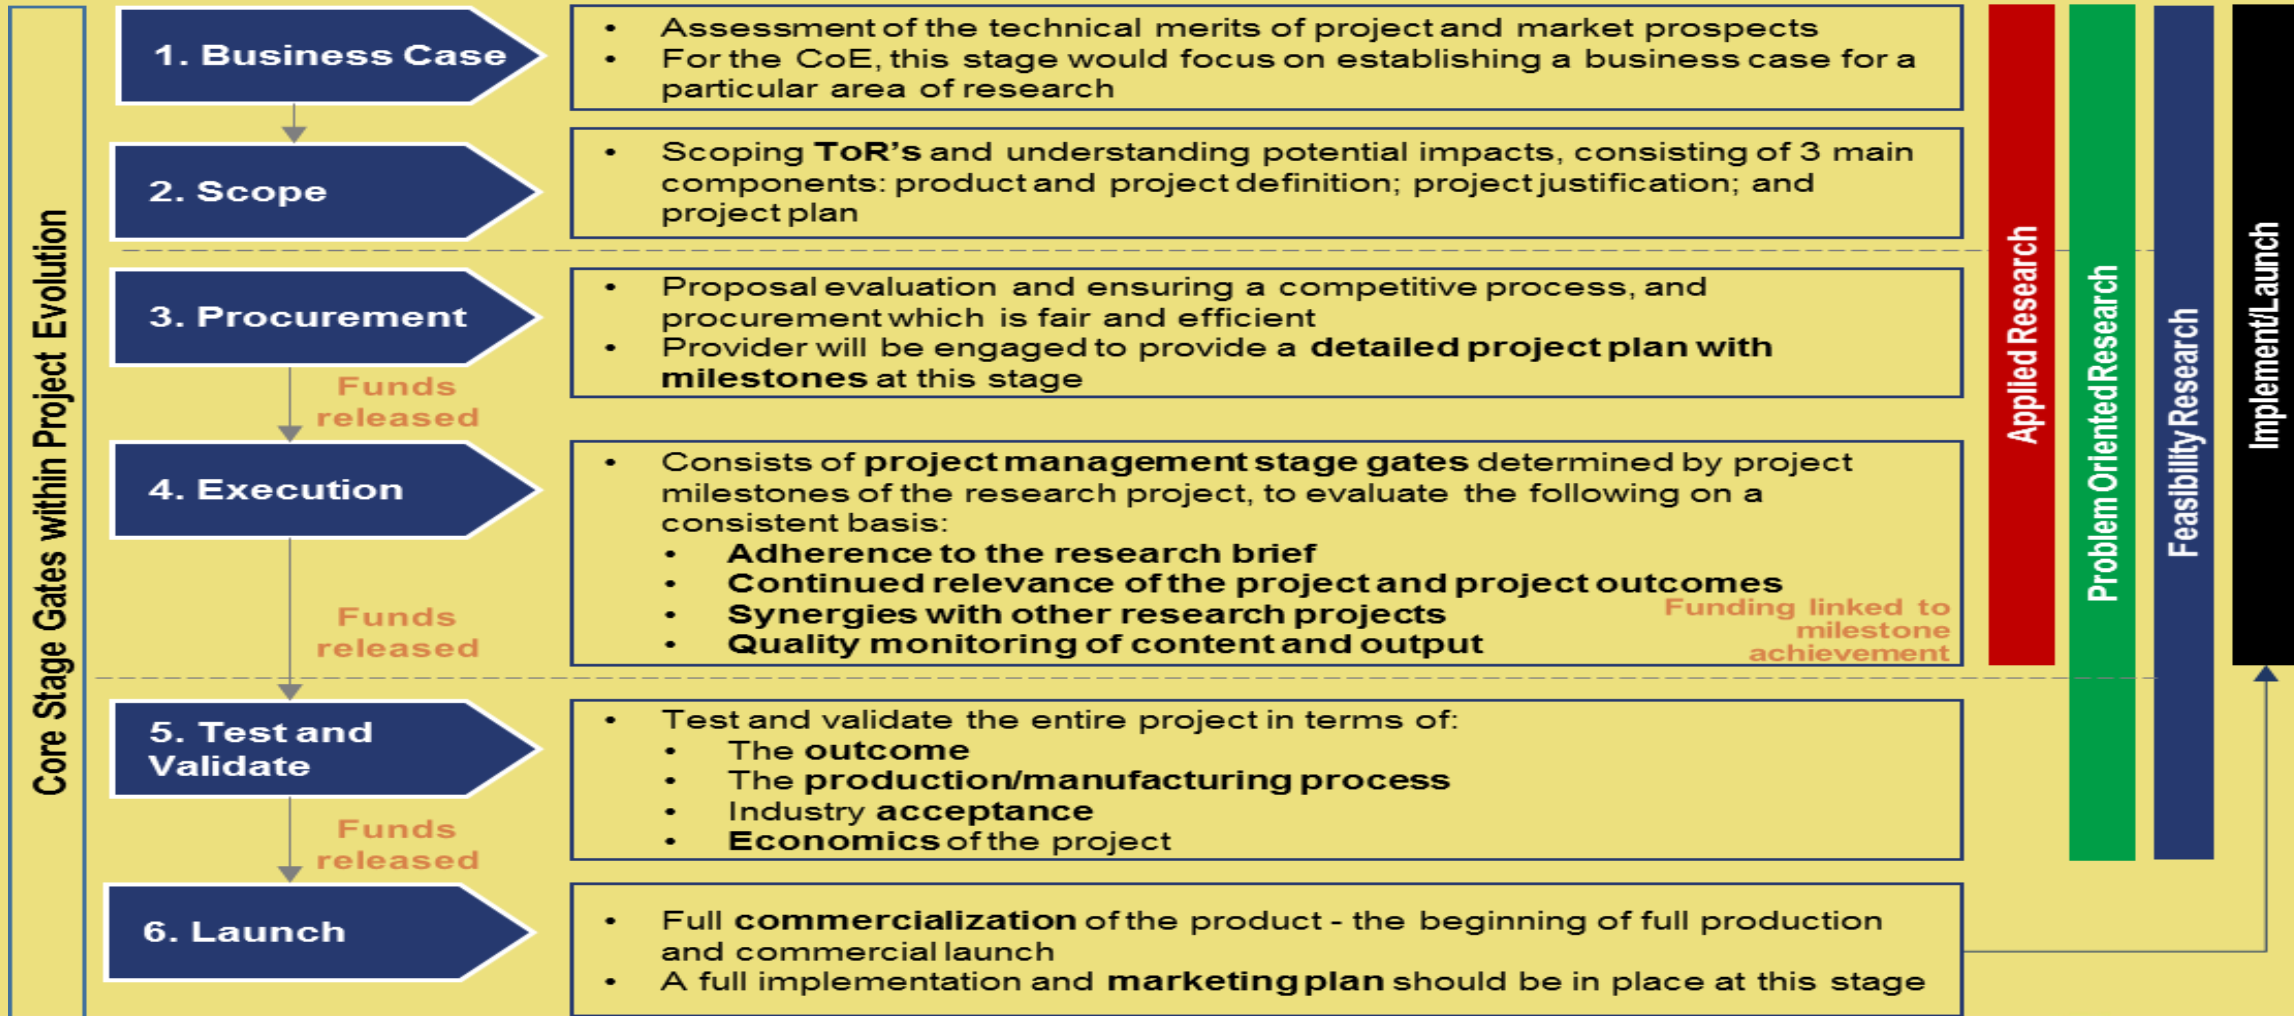 Core Stage Gates within Project Evolution
1. Business Case
• Assessment of the technical merits of project and market prospects
• For the CoE, this stage would focus on establishing a business case for a
particular area of research
2. Scope
• Scoping ToR's and understanding potential impacts, consisting of 3 main
components: product and project definition; project justification; and
project plan
3. Procurement
• Proposal evaluation and ensuring a competitive process, and
procurement which is fair and efficient
• Provider will be engaged to provide a detailed project plan with
milestones at this stage
Funds
released
4. Execution
• Consists of project management stage gates determined by project
milestones of the research project, to evaluate the following on a
consistent basis:
• Adherence to the research brief
• Continued relevance of the project and project outcomes
• Synergies with other research projects
• Quality monitoring of content and output
Funding linked to
milestone
achievement
Funds
released
5. Test and
Validate
• Test and validate the entire project in terms of:
• The outcome
• The production/manufacturing process
• Industry acceptance
• Economics of the project
Funds
released
6. Launch
• Full commercialization of the product - the beginning of full production
and commercial launch
• A full implementation and marketing plan should be in place at this stage
Applied Research
Problem Oriented Research
Feasibility Research
Implement/Launch